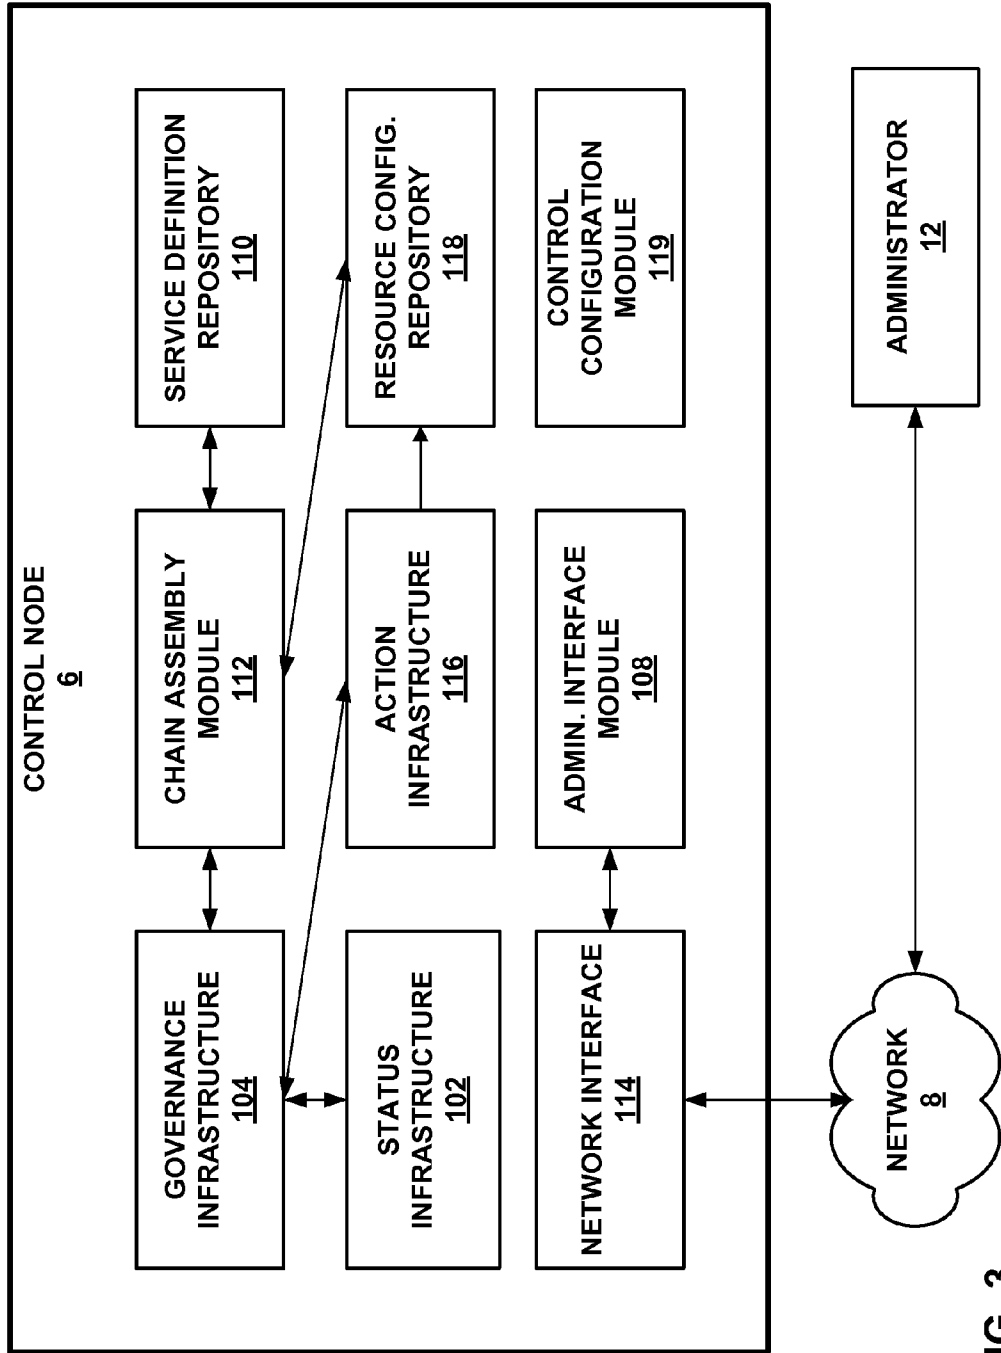 CONTROL NODE
6
GOVERNANCE
INFRASTRUCTURE
104
CHAIN ASSEMBLY
MODULE
112
SERVICE DEFINITION
REPOSITORY
110
STATUS
INFRASTRUCTURE
102
ACTION
INFRASTRUCTURE
116
RESOURCE CONFIG.
REPOSITORY
118
NETWORK INTERFACE
114
ADMIN. INTERFACE
MODULE
108
CONTROL
CONFIGURATION
MODULE
119
NETWORK
8
ADMINISTRATOR
12